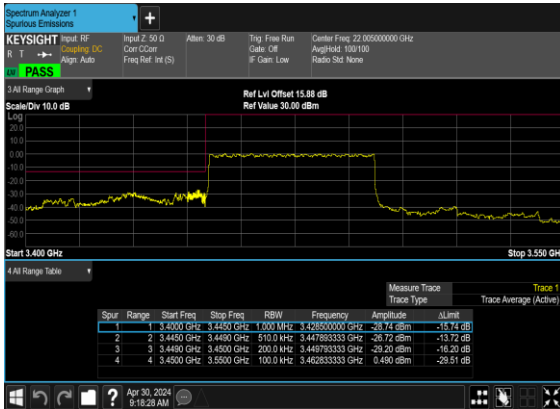 Spectrum Analyzer 1
Spurious Emissions
+
KEYSIGHT Input: RF Input Z: 50 Ω Atten: 30 dB Trig: Free Run Center Freq: 22.005000000 GHz
R T Coupling: DC Corr CCorr Gate: Off Avg|Hold: 100/100
Align: Auto Freq Ref: Int (S) IF Gain: Low Radio Std: None
PASS
3 All Range Graph
Ref Lvl Offset 15.88 dB
Scale/Div 10.0 dB Ref Value 30.00 dBm
Log
20.0
10.0
0.00
-10.0
-20.0
-30.0
-40.0
-50.0
-60.0
Start 3.400 GHz Stop 3.550 GH
4 All Range Table
Measure Trace Trace 1
Trace Type Trace Average (Active)
Spur Range Start Freq Stop Freq RBW Frequency Amplitude ΔLimit
1 1 3.4000 GHz 3.4450 GHz 1.000 MHz 3.428500000 GHz -28.74 dBm -15.74 dB
2 2 3.4450 GHz 3.4490 GHz 510.0 kHz 3.447893333 GHz -26.72 dBm -13.72 dB
3 3 3.4490 GHz 3.4500 GHz 200.0 kHz 3.449793333 GHz -29.20 dBm -16.20 dB
4 4 3.4500 GHz 3.5500 GHz 100.0 kHz 3.462833333 GHz 0.490 dBm -29.51 dB
? Apr 30, 2024
9:18:28 AM